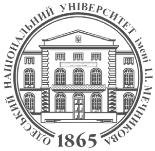 ОДЕСЬКИЙ НАЦІОНАЛЬНИЙ УНІВЕРСИТЕТ імені І.І. МЕЧНИКОВА
1865